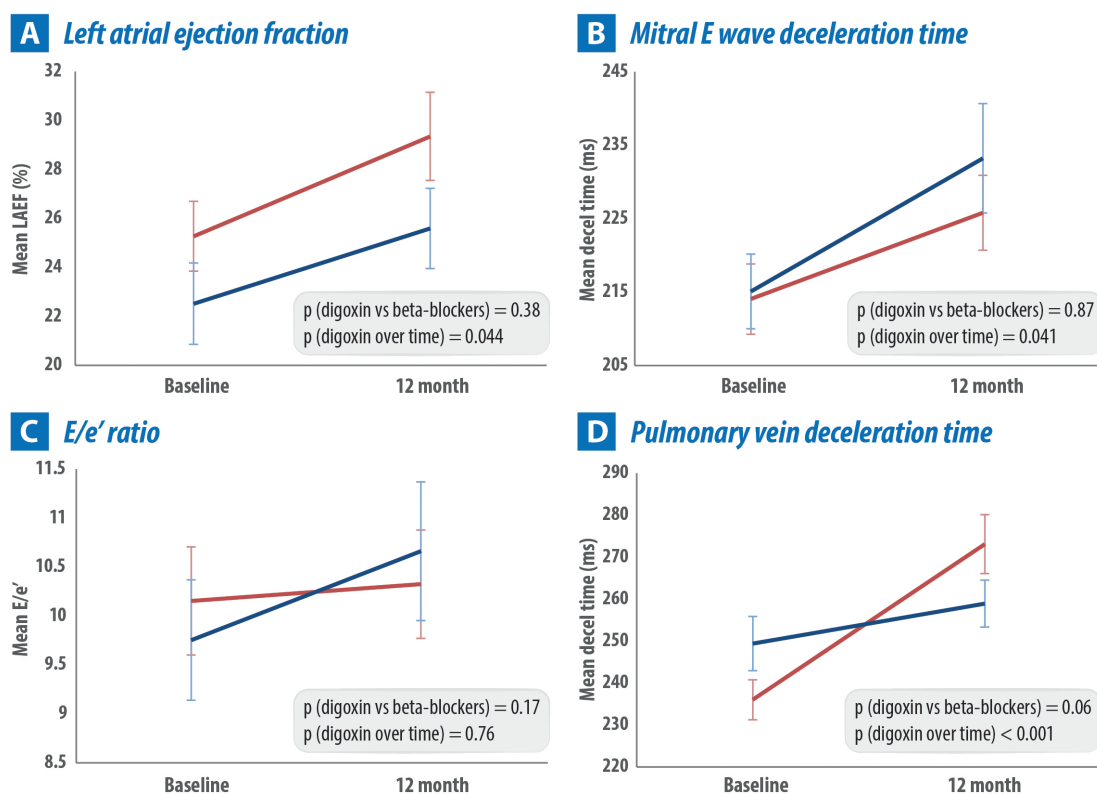 A Left atrial ejection fraction
32
30
28
26
24
22
20
Mean LAEF (%)
p (digoxin vs beta-blockers) = 0.38
p (digoxin over time) = 0.044
Baseline 12 month
B Mitral E wave deceleration time
245
235
225
215
205
Mean decel time (ms)
p (digoxin vs beta-blockers) = 0.87
p (digoxin over time) = 0.041
Baseline 12 month
C E/e′ ratio
11.5
11
10.5
10
9.5
9
8.5
Mean E/e′
p (digoxin vs beta-blockers) = 0.17
p (digoxin over time) = 0.76
Baseline 12 month
D Pulmonary vein deceleration time
290
280
270
260
250
240
230
220
Mean decel time (ms)
p (digoxin vs beta-blockers) = 0.06
p (digoxin over time) < 0.001
Baseline 12 month